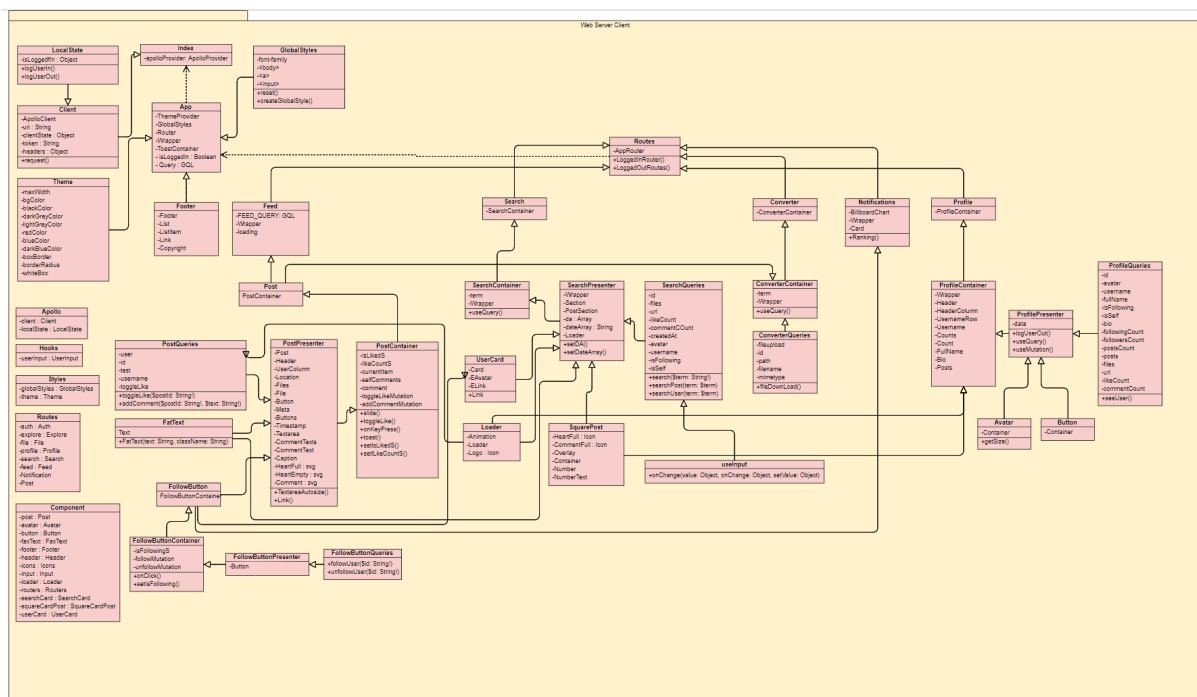 Web Server Client
LocalState
-isLoggedIn : Object
+logUserIn()
+logUserOut()
Index
-apolloProvider: ApolloProvider
GlobalStyles
-font-family
-<body>
-<a>
-<input>
+reset()
+createGlobalStyle()
Client
-ApolloClient
-uri : String
-clientState : Object
-token : String
-headers : Object
+request()
App
-ThemeProvider
-GlobalStyles
-Router
-Wrapper
-ToastContainer
- isLoggedIn : Boolean
- Query : GQL
Routes
-AppRouter
+LoggedInRouter()
+LoggedOutRoutes()
Theme
-maxWidth
-bgColor
-blackColor
-darkGreyColor
-lightGreyColor
-redColor
-blueColor
-darkBlueColor
-boxBorder
-borderRadius
-whiteBox
Footer
-Footer
-List
-ListItem
-Link
-Copyright
Feed
-FEED_QUERY: GQL
-Wrapper
-loading
Search
-SearchContainer
Converter
-ConverterContainer
Notifications
-BillboardChart
-Wrapper
-Card
+Ranking()
Profile
-ProfileContainer
Post
PostContainer
SearchContainer
-term
-Wrapper
+useQuery()
SearchPresenter
-Wrapper
-Section
-PostSection
-da : Array
-dateArray : String
-Loader
+setDA()
+setDateArray()
SearchQueries
-id
-files
-url
-likeCount
-commentCOunt
-createdAt
-avatar
-username
-isFollowing
-isSelf
+search($term: String!)
+searchPost(term: $term)
+searchUser(term: $term)
ConverterContainer
-term
-Wrapper
+useQuery()
ConverterQueries
-fileupload
-id
-path
-filename
-mimetype
+fileDownLoad()
ProfileContainer
-Wrapper
-Header
-HeaderColumn
-UsernameRow
-Username
-Counts
-Count
-FullName
-Bio
-Posts
ProfilePresenter
-data
+logUserOut()
+useQuery()
+useMutation()
ProfileQueries
-id
-avatar
-username
-fullName
-isFollowing
-isSelf
-bio
-followingCount
-followersCount
-postsCount
-posts
-files
-url
-likeCount
-commentCount
+seeUser()
Apollo
-client : Client
-localState : LocalState
Hooks
-userInput : UserInput
Styles
-globalStyles : GlobalStyles
-theme : Theme
PostQueries
-user
-id
-test
-username
-toggleLike
+toggleLike($postId: String!)
+addComment($postId: String!, $text: String!)
PostPresenter
-Post
-Header
-UserColumn
-Location
-Files
-File
-Button
-Meta
-Buttons
-Timestamp
-Textarea
-CommentTexts
-CommentText
-Caption
-HeartFull : svg
-HeartEmpty : svg
-Comment : svg
+TextareaAutosize()
+Link()
PostContainer
-isLikedS
-likeCountS
-currentItem
-selfComments
-comment
-toggleLikeMutation
-addCommentMutation
+slide()
+toggleLike()
+onKeyPress()
+toast()
+setIsLikedS()
+setLikeCountS()
UserCard
-Card
-EAvatar
-ELink
+Link
Routes
-auth : Auth
-explore : Explore
-file : File
-profile : Profile
-search : Search
-feed : Feed
-Notification
-Post
FatText
Text
+FatText(text: String, className: String)
Loader
-Animation
-Loader
-Logo : Icon
SquarePost
-HeartFull : Icon
-CommentFull : Icon
-Overlay
-Container
-Number
-NumberText
Avatar
-Container
+getSize()
Button
-Container
useInput
+onChange(value: Object, onChange: Object, setValue: Object)
FollowButton
FollowButtonContainer
Component
-post : Post
-avatar : Avatar
-button : Button
-faxText : FaxText
-footer : Footer
-header : Header
-icons : Icons
-input : Input
-loader : Loader
-routers : Routers
-searchCard : SearchCard
-squareCardPost : SquareCardPost
-userCard : UserCard
FollowButtonContainer
-isFollowingS
-followMutation
-unfollowMutation
+onClick()
+setIsFollowing()
FollowButtonPresenter
-Button
FollowButtonQueries
+followUser($id: String!)
+unfollowUser($id: String!)